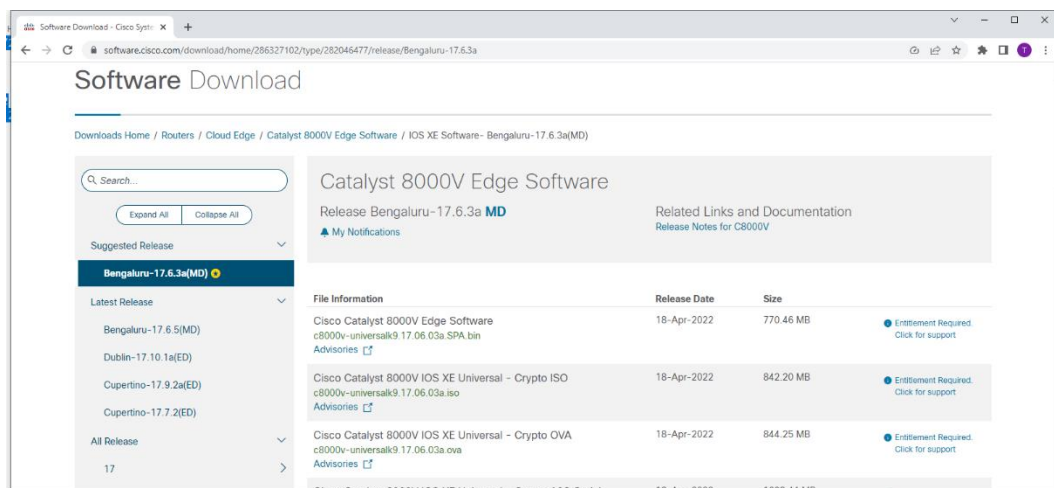 Software Download - Cisco Syste
software.cisco.com/download/home/286327102/type/282046477/release/Bengaluru-17.6.3a
T
Software Download
Downloads Home / Routers / Cloud Edge / Catalyst 8000V Edge Software / IOS XE Software- Bengaluru-17.6.3a(MD)
Search...
Expand All Collapse All
Suggested Release
Bengaluru-17.6.3a(MD)
Latest Release
Bengaluru-17.6.5(MD)
Dublin-17.10.1a(ED)
Cupertino-17.9.2a(ED)
Cupertino-17.7.2(ED)
All Release
17
Catalyst 8000V Edge Software
Release Bengaluru-17.6.3a MD
My Notifications
Related Links and Documentation
Release Notes for C8000V
File Information Release Date Size
Cisco Catalyst 8000V Edge Software 18-Apr-2022 770.46 MB Entitlement Required.
c8000v-universalk9.17.06.03a.SPA.bin Click for support
Advisories
Cisco Catalyst 8000V IOS XE Universal - Crypto ISO 18-Apr-2022 842.20 MB Entitlement Required.
c8000v-universalk9.17.06.03a.iso Click for support
Advisories
Cisco Catalyst 8000V IOS XE Universal - Crypto OVA 18-Apr-2022 844.25 MB Entitlement Required.
c8000v-universalk9.17.06.03a.ova Click for support
Advisories